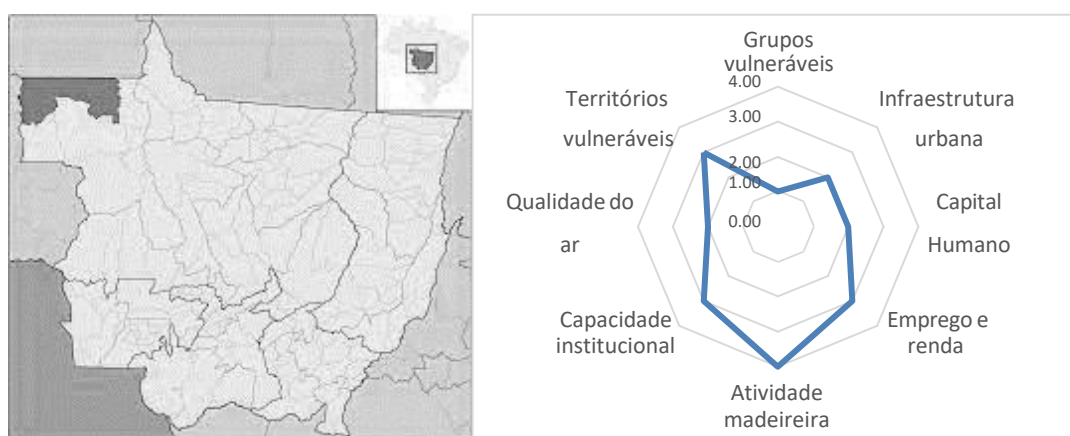 Grupos
vulneráveis
4.00
Territórios
vulneráveis
Infraestrutura
urbana
3.00
2.00
1.00
Qualidade do
ar
0.00
Capital
Humano
Capacidade
institucional
Emprego e
renda
Atividade
madeireira